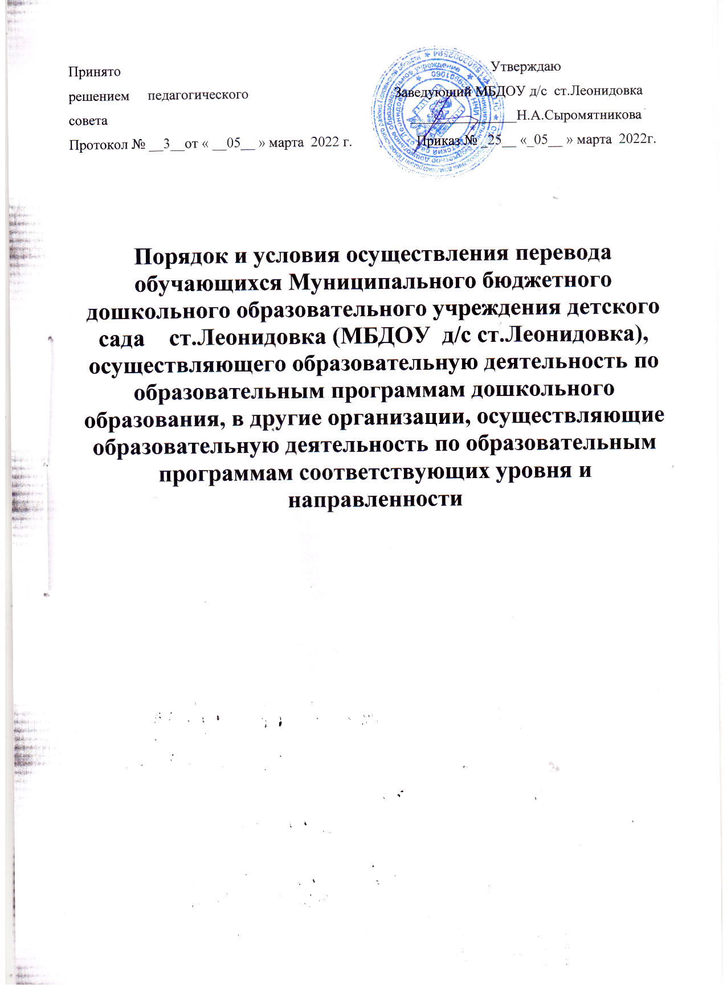 Принято
решением педагогического
совета
Протокол № __3__от « __05__ » марта 2022 г.
Утверждаю
Заведующий МБДОУ д/с ст.Леонидовка
_______________Н.А.Сыромятникова
Приказ № _25__ «_05__ » марта 2022г.
Порядок и условия осуществления перевода
обучающихся Муниципального бюджетного
дошкольного образовательного учреждения детского
сада ст.Леонидовка (МБДОУ д/с ст.Леонидовка),
осуществляющего образовательную деятельность по
образовательным программам дошкольного
образования, в другие организации, осуществляющие
образовательную деятельность по образовательным
программам соответствующих уровня и
направленности